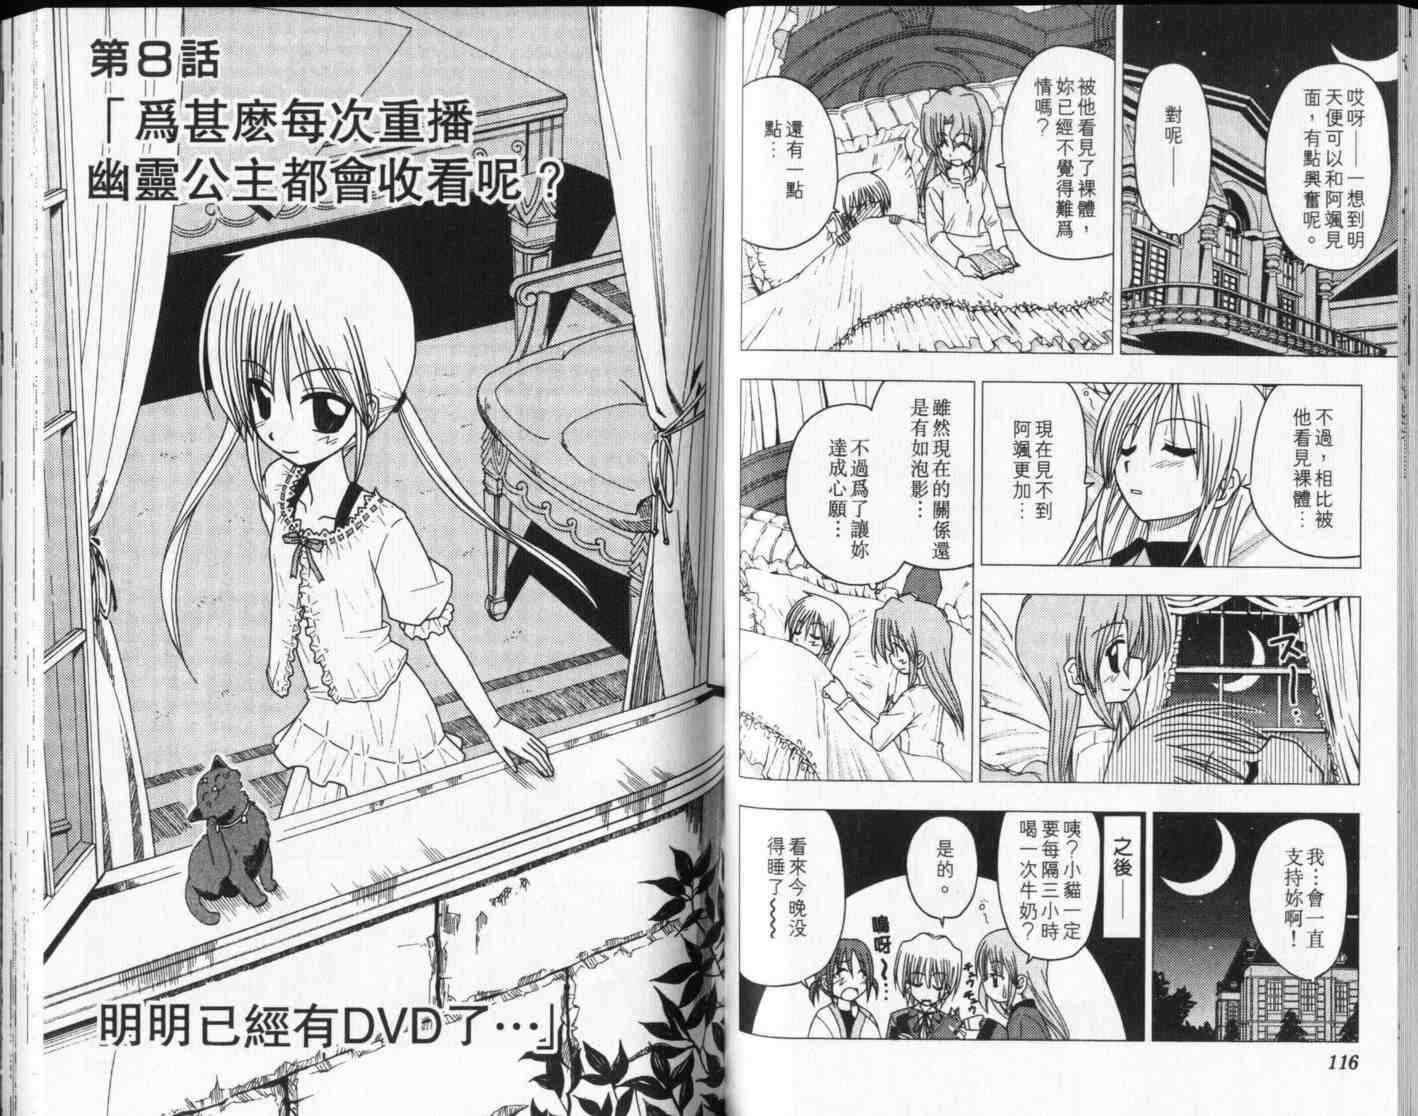 哎呀——一想到明
天便可以和阿颯見
面，有點興奮呢。
對呢——
被他看見了裸體，
妳已經不覺得難爲
情嗎？
還有一點
點…
不過，相比被
他看見裸體…
現在見不到
阿颯更加…
スー…
雖然現在的關係還
是有如泡影…
不過爲了讓妳
達成心願…
我…會一直
支持妳啊！
之後——
咦？小貓一定
要每隔三小時
喝一次牛奶？
是的。
嗚呀～…
看來今晚没
得睡了～～～
116
第8話
「爲甚麽每次重播
幽靈公主都會收看呢？
明明已經有DVD了…」